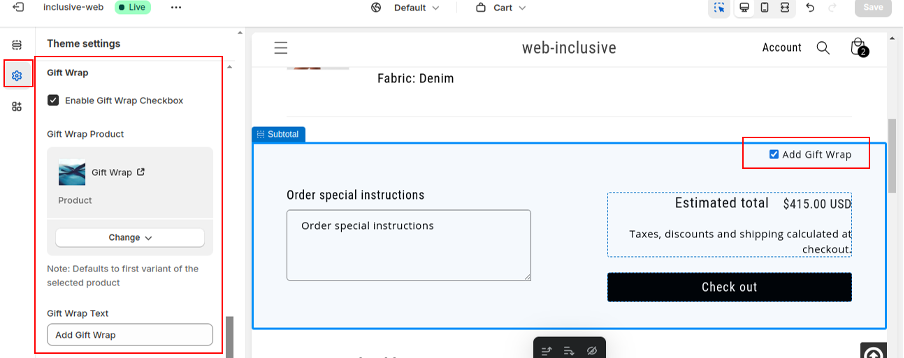 inclusive-web
Live
Default
Cart
Save
Theme settings
Gift Wrap
Enable Gift Wrap Checkbox
Gift Wrap Product
Gift Wrap
Product
Change
Note: Defaults to first variant of the
selected product
Gift Wrap Text
Add Gift Wrap
web-inclusive
Account
2
Fabric: Denim
Subtotal
Add Gift Wrap
Order special instructions
Order special instructions
Estimated total $415.00 USD
Taxes, discounts and shipping calculated at
checkout.
Check out